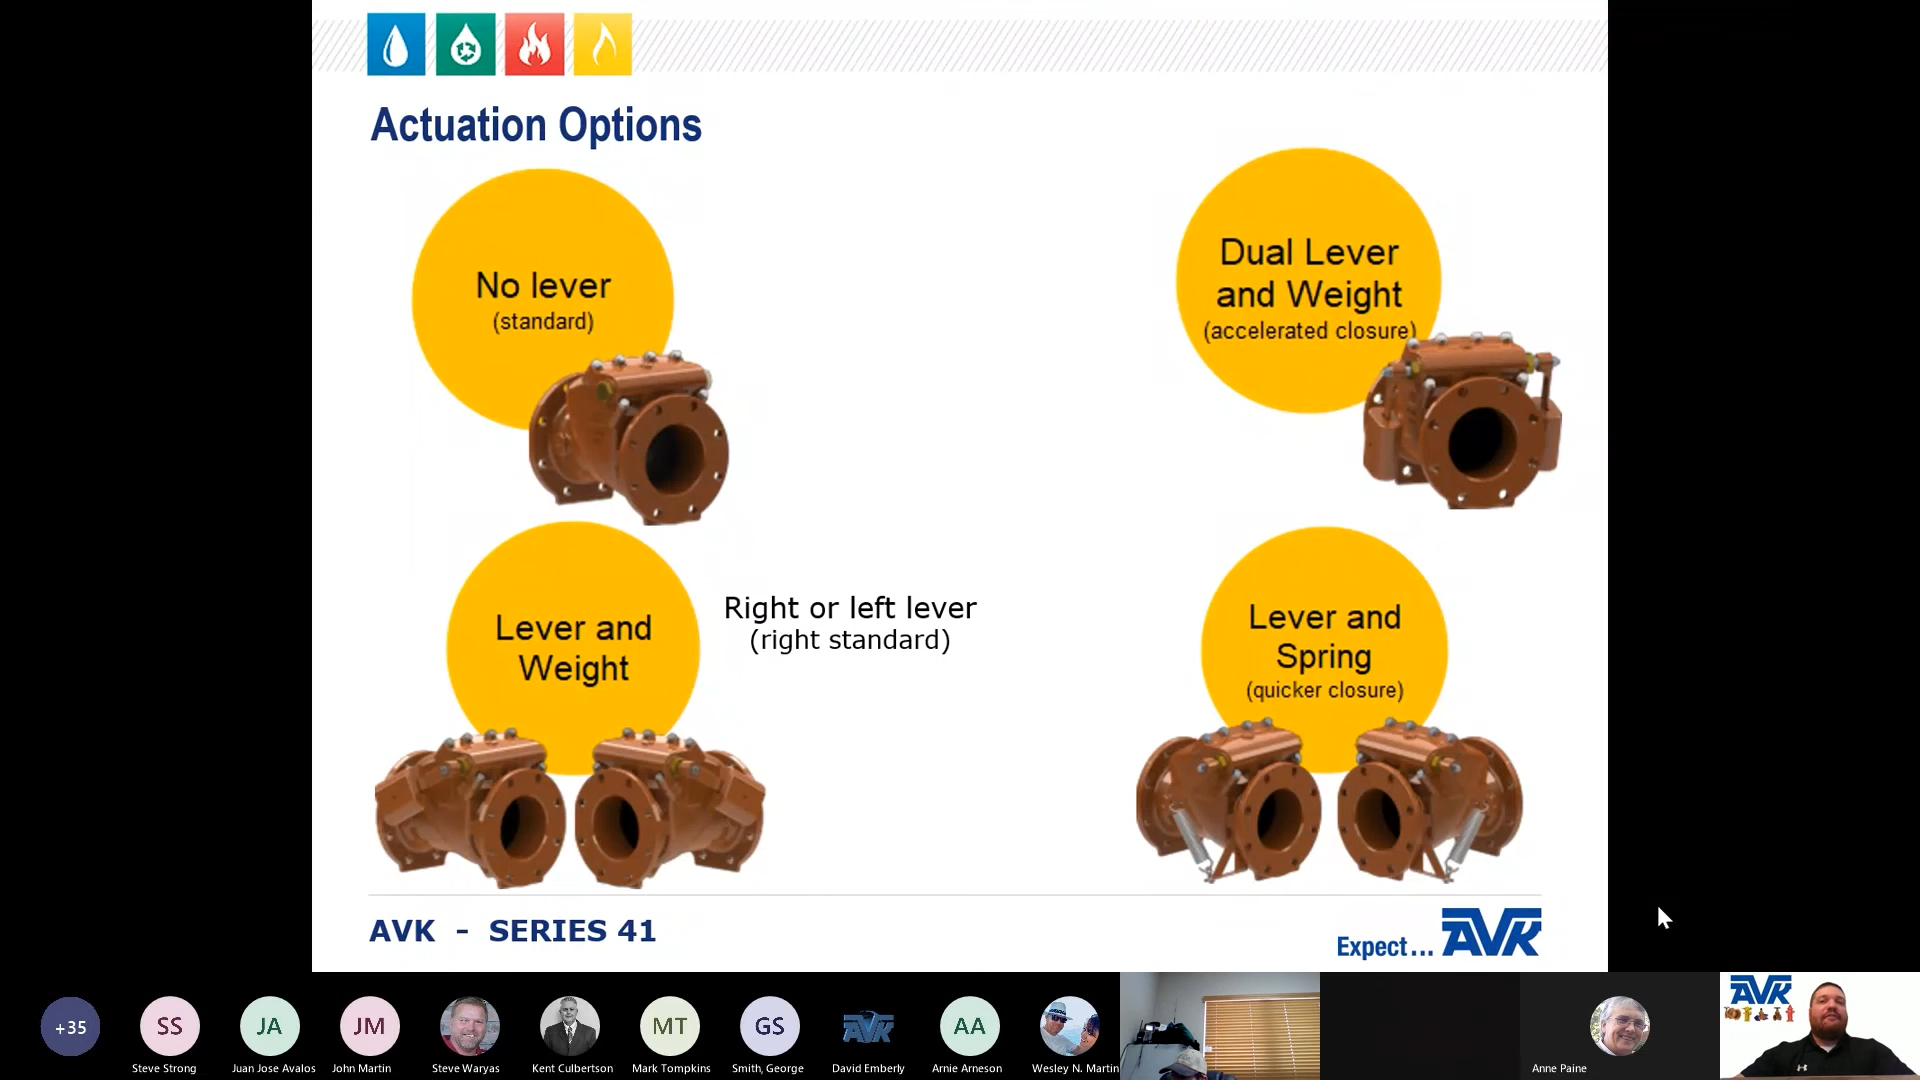 Actuation Options
No lever
(standard)
Dual Lever
and Weight
(accelerated closure)
Lever and
Weight
Right or left lever
(right standard)
Lever and
Spring
(quicker closure)
AVK - SERIES 41
Expect... AVK
+35
SS
JA
JM
MT
GS
AVK
AA
AVK
Steve Strong
Juan Jose Avalos
John Martin
Steve Waryas
Kent Culbertson
Mark Tompkins
Smith, George
David Emberly
Arnie Arneson
Wesley N. Martin
Anne Paine